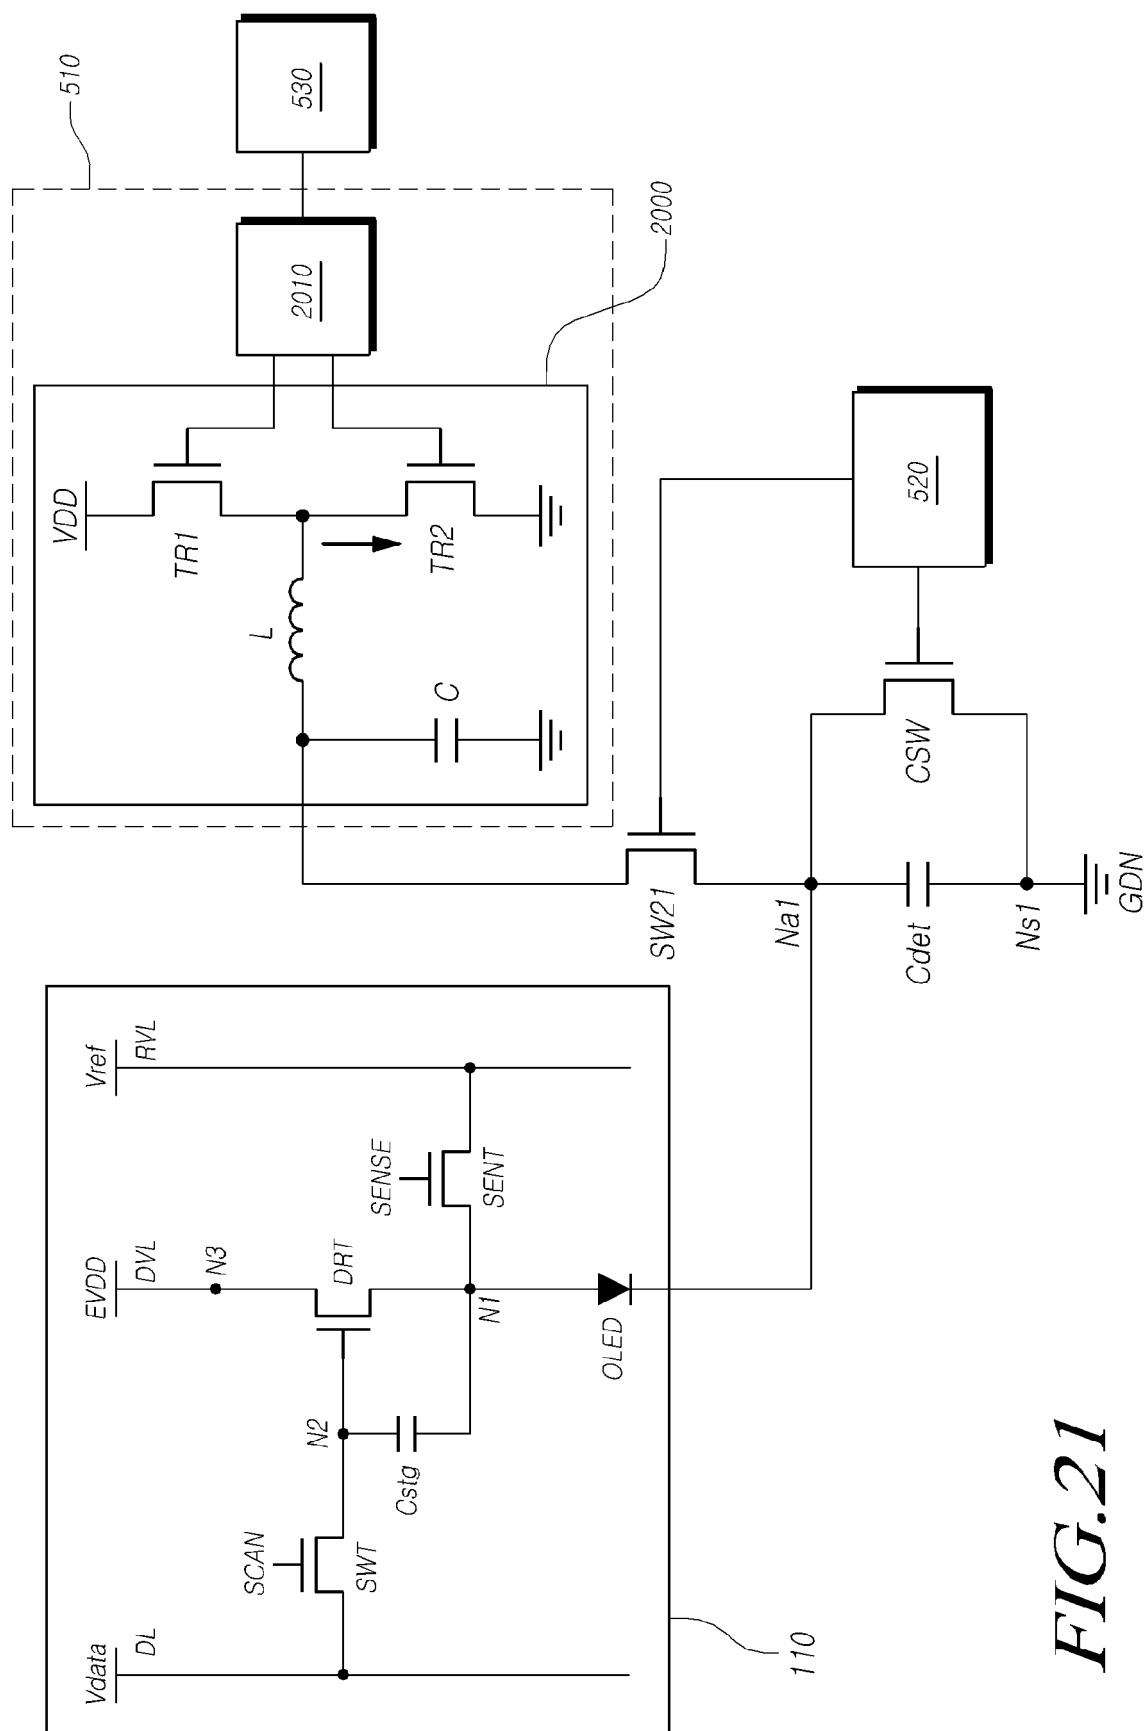 510
530
2010
2000
VDD
TR1
TR2
L
C
520
CSW
SW21
Na1
Cdet
Ns1
GDN
Vref
RVL
SENSE
SENT
EVDD
DVL
N3
DRT
N1
OLED
N2
Cstg
SCAN
SWT
Vdata
DL
110
FIG.21